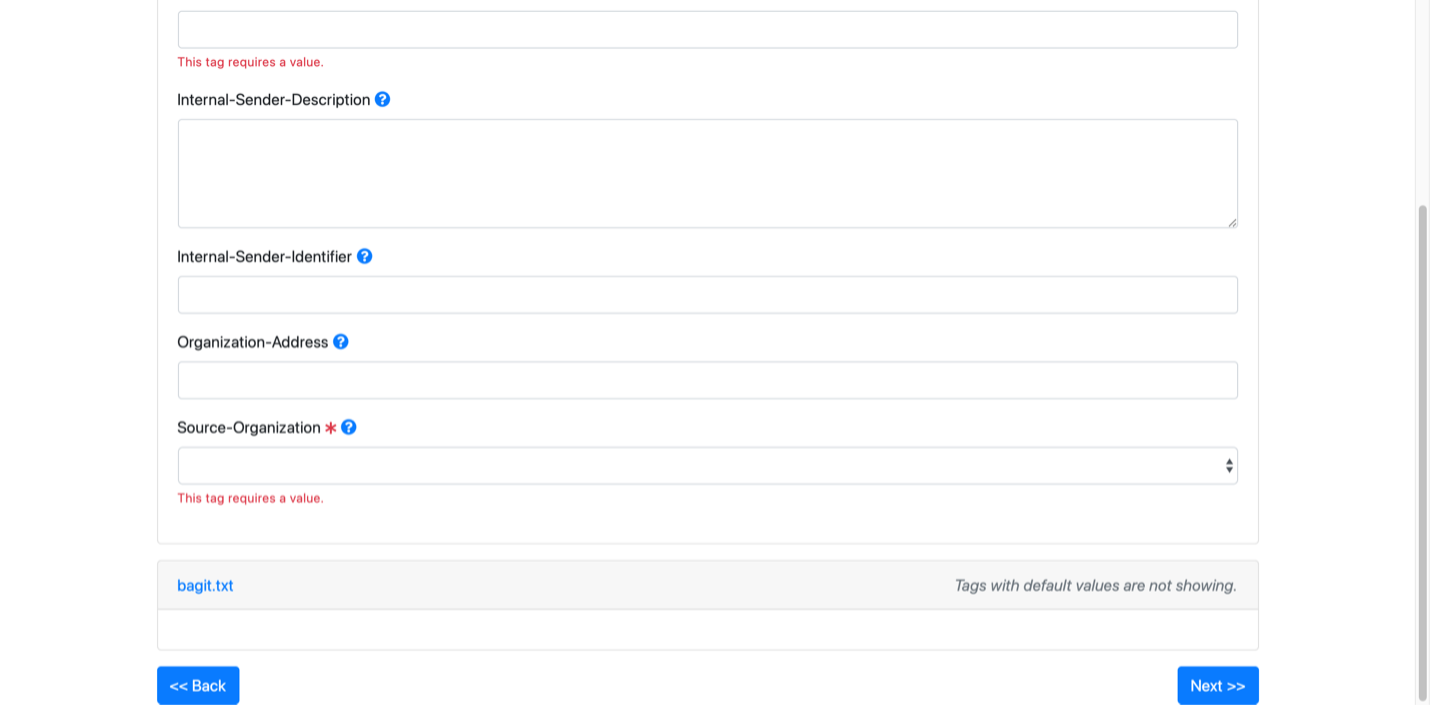 This tag requires a value.
Internal-Sender-Description ?
Internal-Sender-Identifier ?
Organization-Address ?
Source-Organization * ?
This tag requires a value.
bagit.txt Tags with default values are not showing.
<< Back Next >>